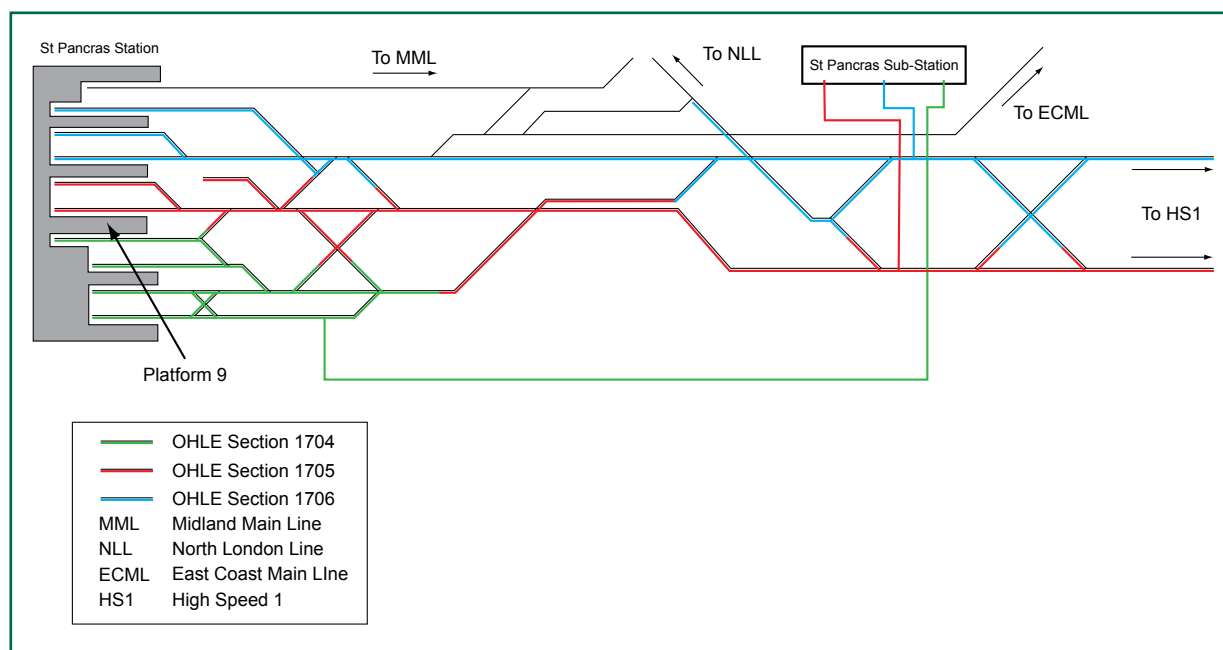 St Pancras Station
To MML
To NLL
St Pancras Sub-Station
To ECML
To HS1
Platform 9
OHLE Section 1704
OHLE Section 1705
OHLE Section 1706
MML Midland Main Line
NLL North London Line
ECML East Coast Main LIne
HS1 High Speed 1